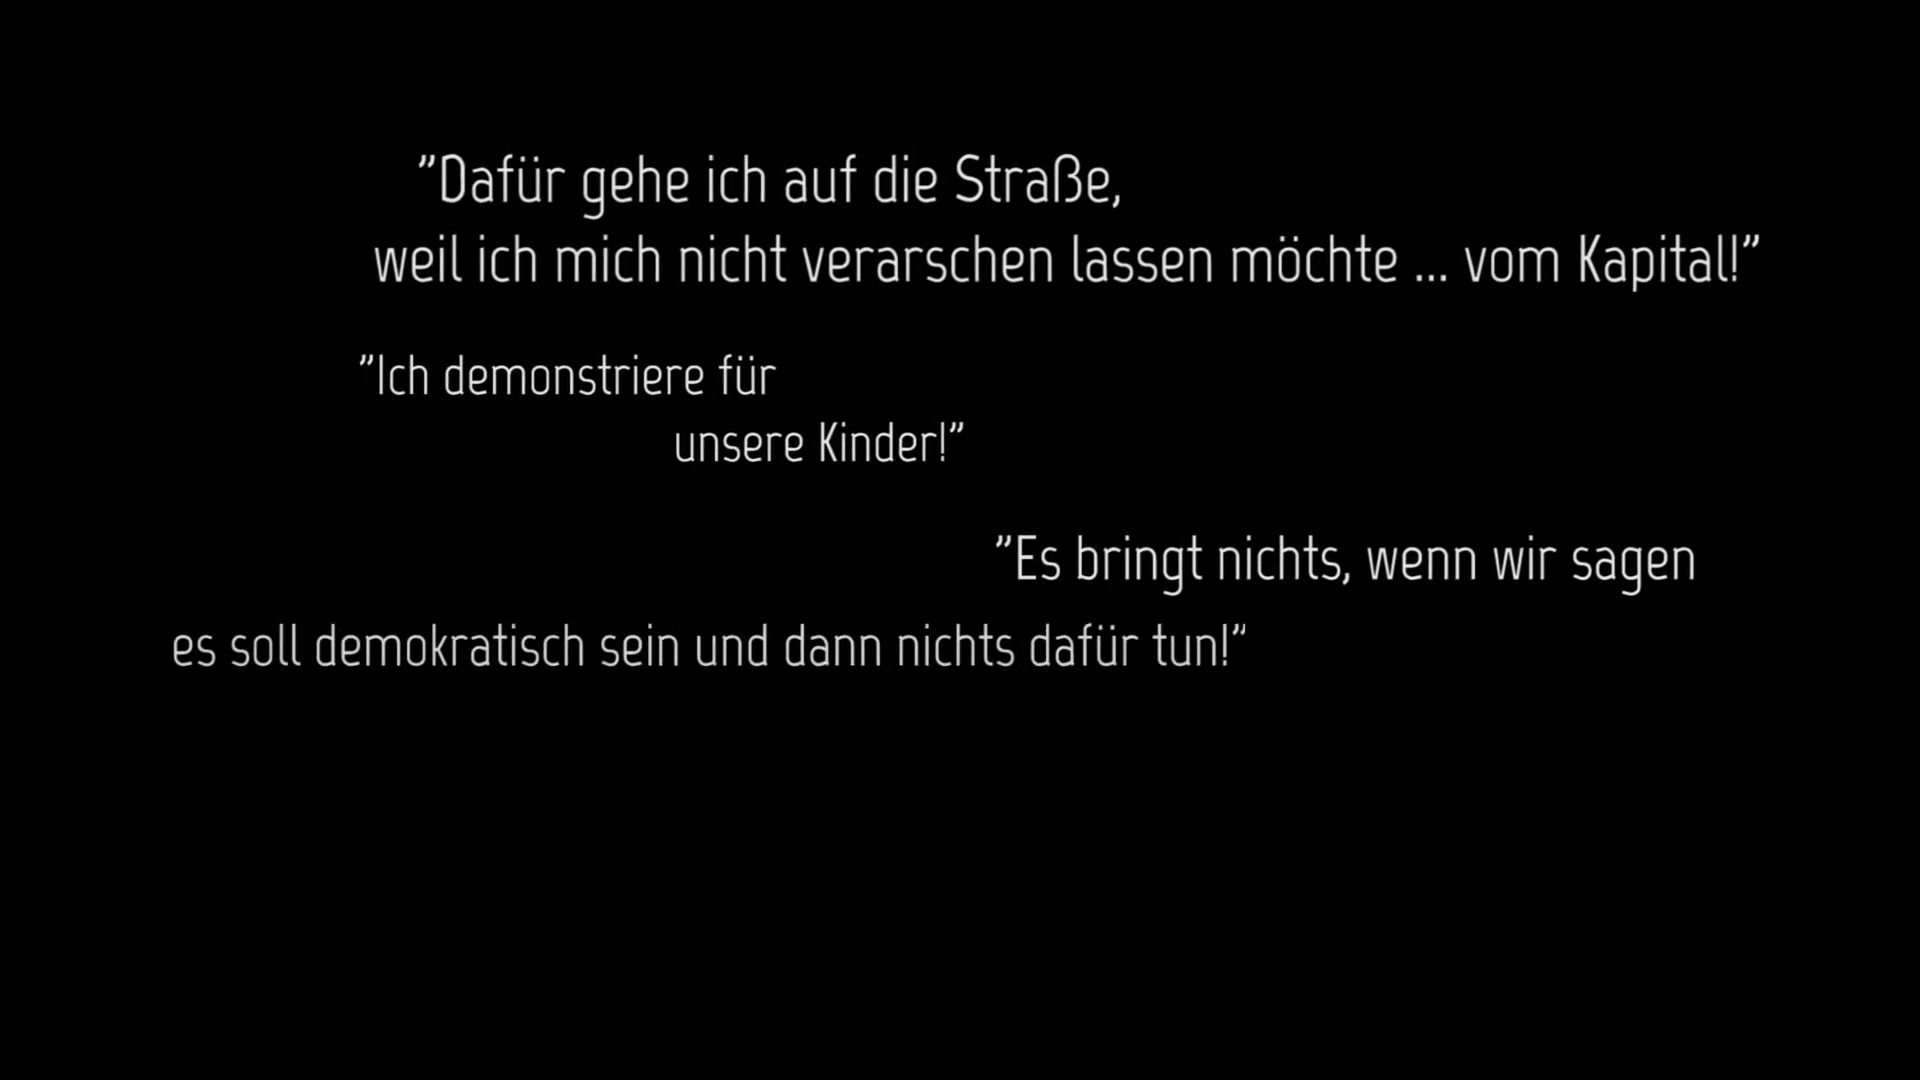 ”Dafür gehe ich auf die Straße,
weil ich mich nicht verarschen lassen möchte ... vom Kapital!”
”Ich demonstriere für
unsere Kinder!”
”Es bringt nichts, wenn wir sagen
es soll demokratisch sein und dann nichts dafür tun!”